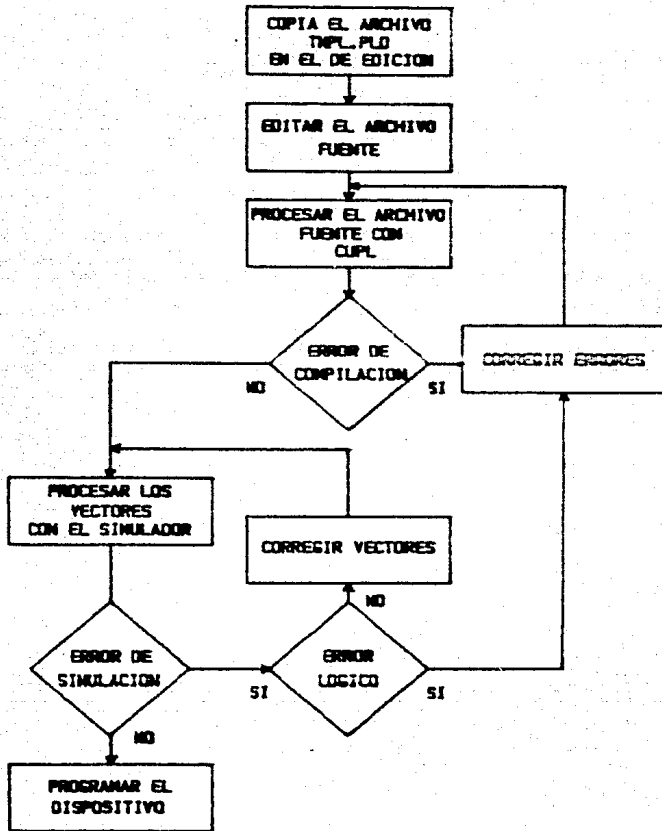 COPIA EL ARCHIVO
TMPL.PLD
EN EL DE EDICION
EDITAR EL ARCHIVO
FUENTE
PROCESAR EL ARCHIVO
FUENTE CON
CUPL
ERROR DE
COMPILACION
NO
SI
CORREGIR ERRORES
PROCESAR LOS
VECTORES
CON EL SIMULADOR
CORREGIR VECTORES
NO
ERROR DE
SIMULACION
SI
ERROR
LOGICO
SI
NO
PROGRAMAR EL
DISPOSITIVO